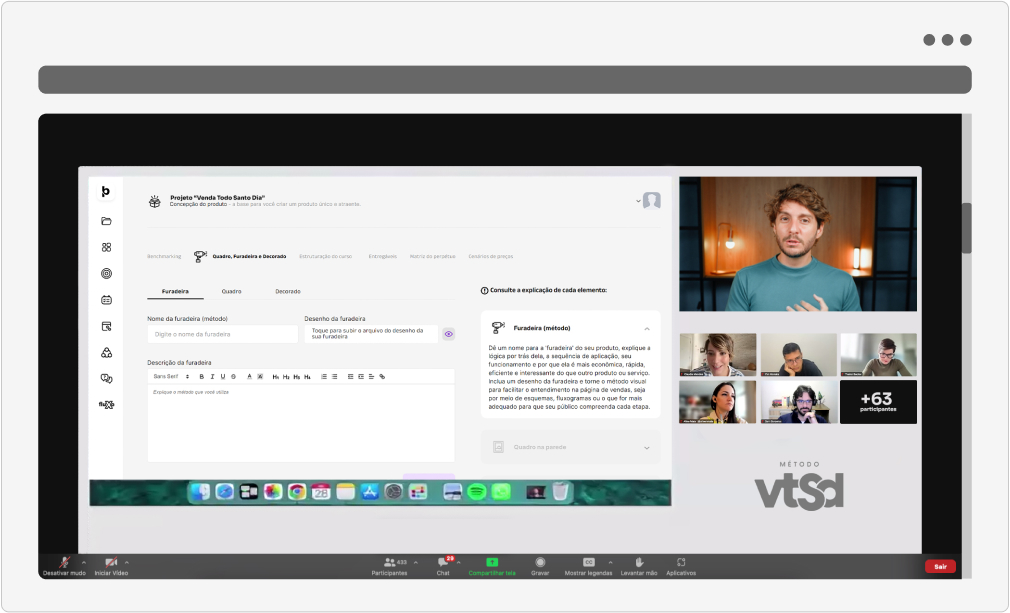 b
Projeto "Venda Todo Santo Dia"
Concepção do produto - a base para você criar um produto único e atraente.
Benchmarking
Quadro, Furadeira e Decorado
Estruturação do curso
Entregáveis
Matriz do perpétuo
Cenários de preços
Furadeira
Quadro
Decorado
Consulte a explicação de cada elemento:
Nome da furadeira (método)
Desenho da furadeira
Digite o nome da furadeira
Toque para subir o arquivo do desenho da
sua furadeira
Furadeira (método)
Dê um nome para a 'furadeira' do seu produto, explique a
lógica por trás dela, a sequência de aplicação, seu
funcionamento e por que ela é mais econômica, rápida,
eficiente e interessante do que outro produto ou serviço.
Inclua um desenho da furadeira e torne o método visual
para facilitar o entendimento na página de vendas, seja
por meio de esquemas, fluxogramas ou o que for mais
adequado para que seu público compreenda cada etapa.
Descrição da furadeira
Sans Serif
B I U S A H1 H2 H3 H4
Explique o método que você utiliza
Quadro na parede
28
+63
participantes
MÉTODO
vtSd
Desativar mudo
Iniciar Vídeo
433
Participantes
29
Chat
Compartilhar tela
Gravar
CC
Mostrar legendas
Levantar mão
Aplicativos
Sair